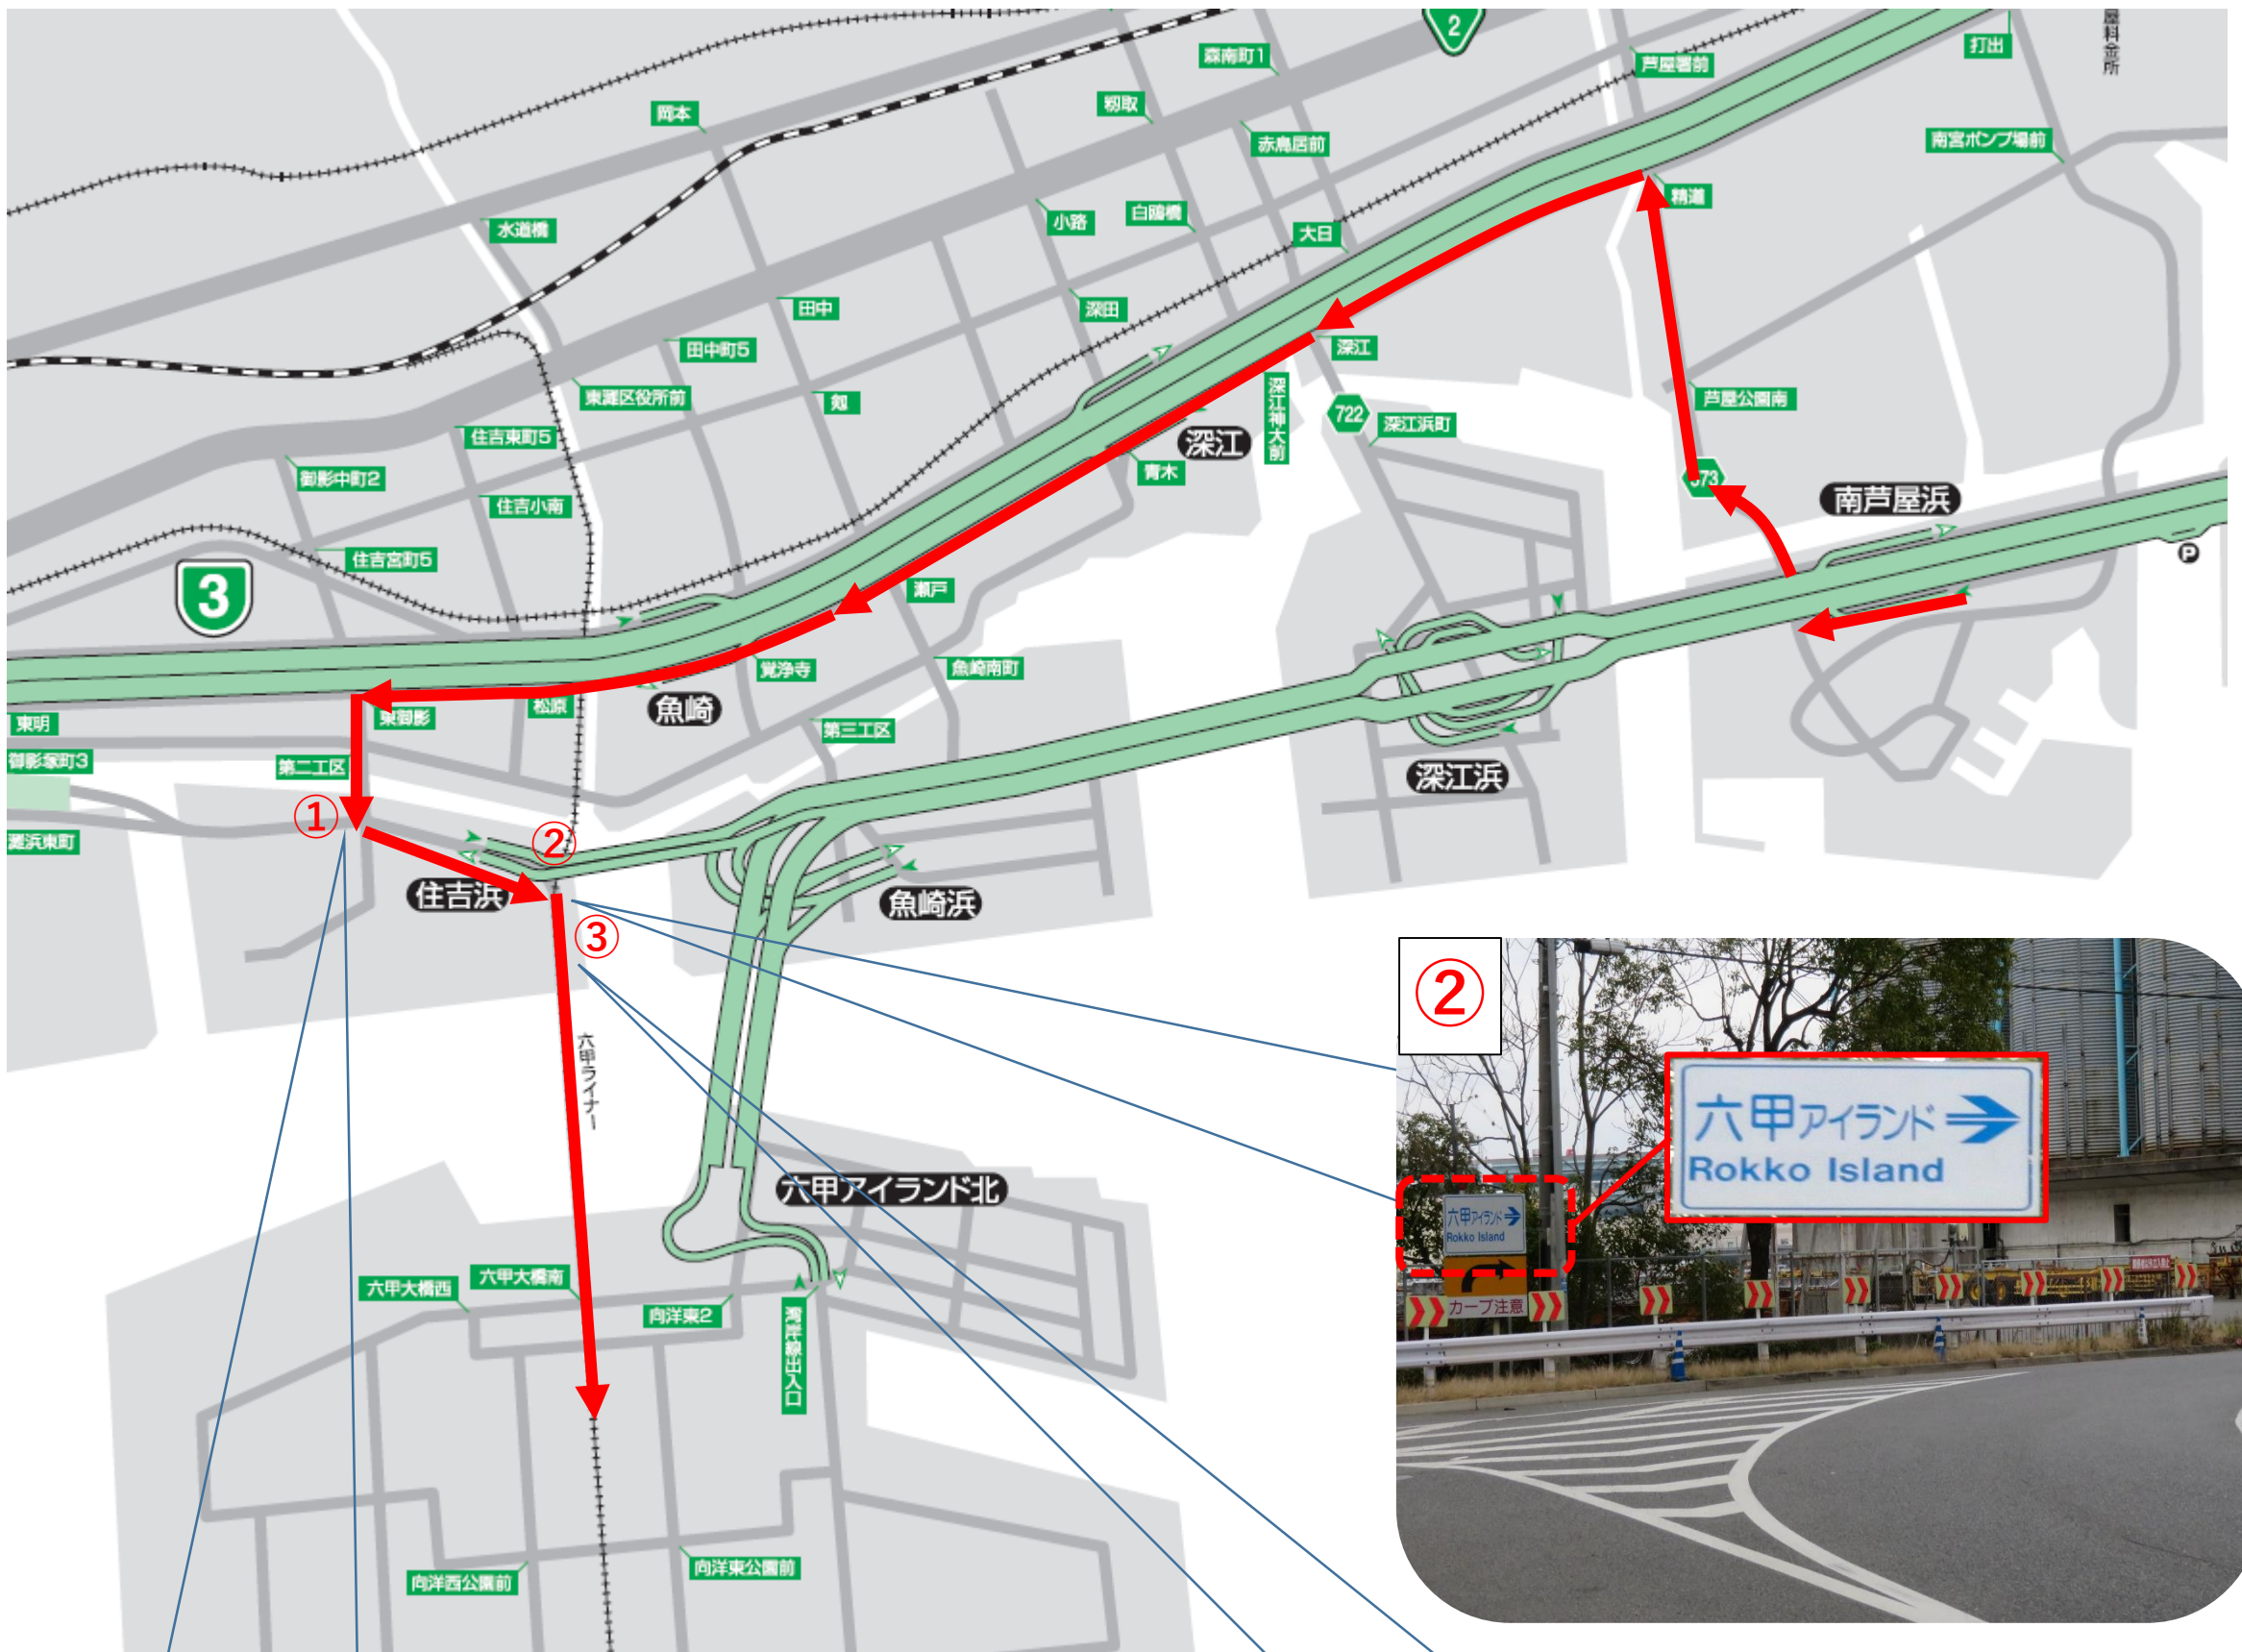 2
屋料金所
打出
森南町1
芦屋署前
籾取
岡本
赤鳥居前
南宮ポンプ場前
精道
小路
白鴎橋
水道橋
大日
深田
田中
深江
田中町5
深江神大前
東灘区役所前
芦屋公園南
722
深江浜町
住吉東町5
深江
青木
御影中町2
南芦屋浜
住吉小南
住吉宮町5
P
3
瀬戸
覚浄寺
魚崎南町
魚崎
松原
東御影
東明
第三工区
御影塚町3
第二工区
深江浜
①
灘浜東町
②
住吉浜
魚崎浜
③
六甲ライナー
②
六甲アイランド
Rokko Island
六甲アイランド
Rokko Island
カーブ注意
六甲アイランド北
六甲大橋西
六甲大橋南
向洋東2
湾岸線出入口
向洋西公園前
向洋東公園前